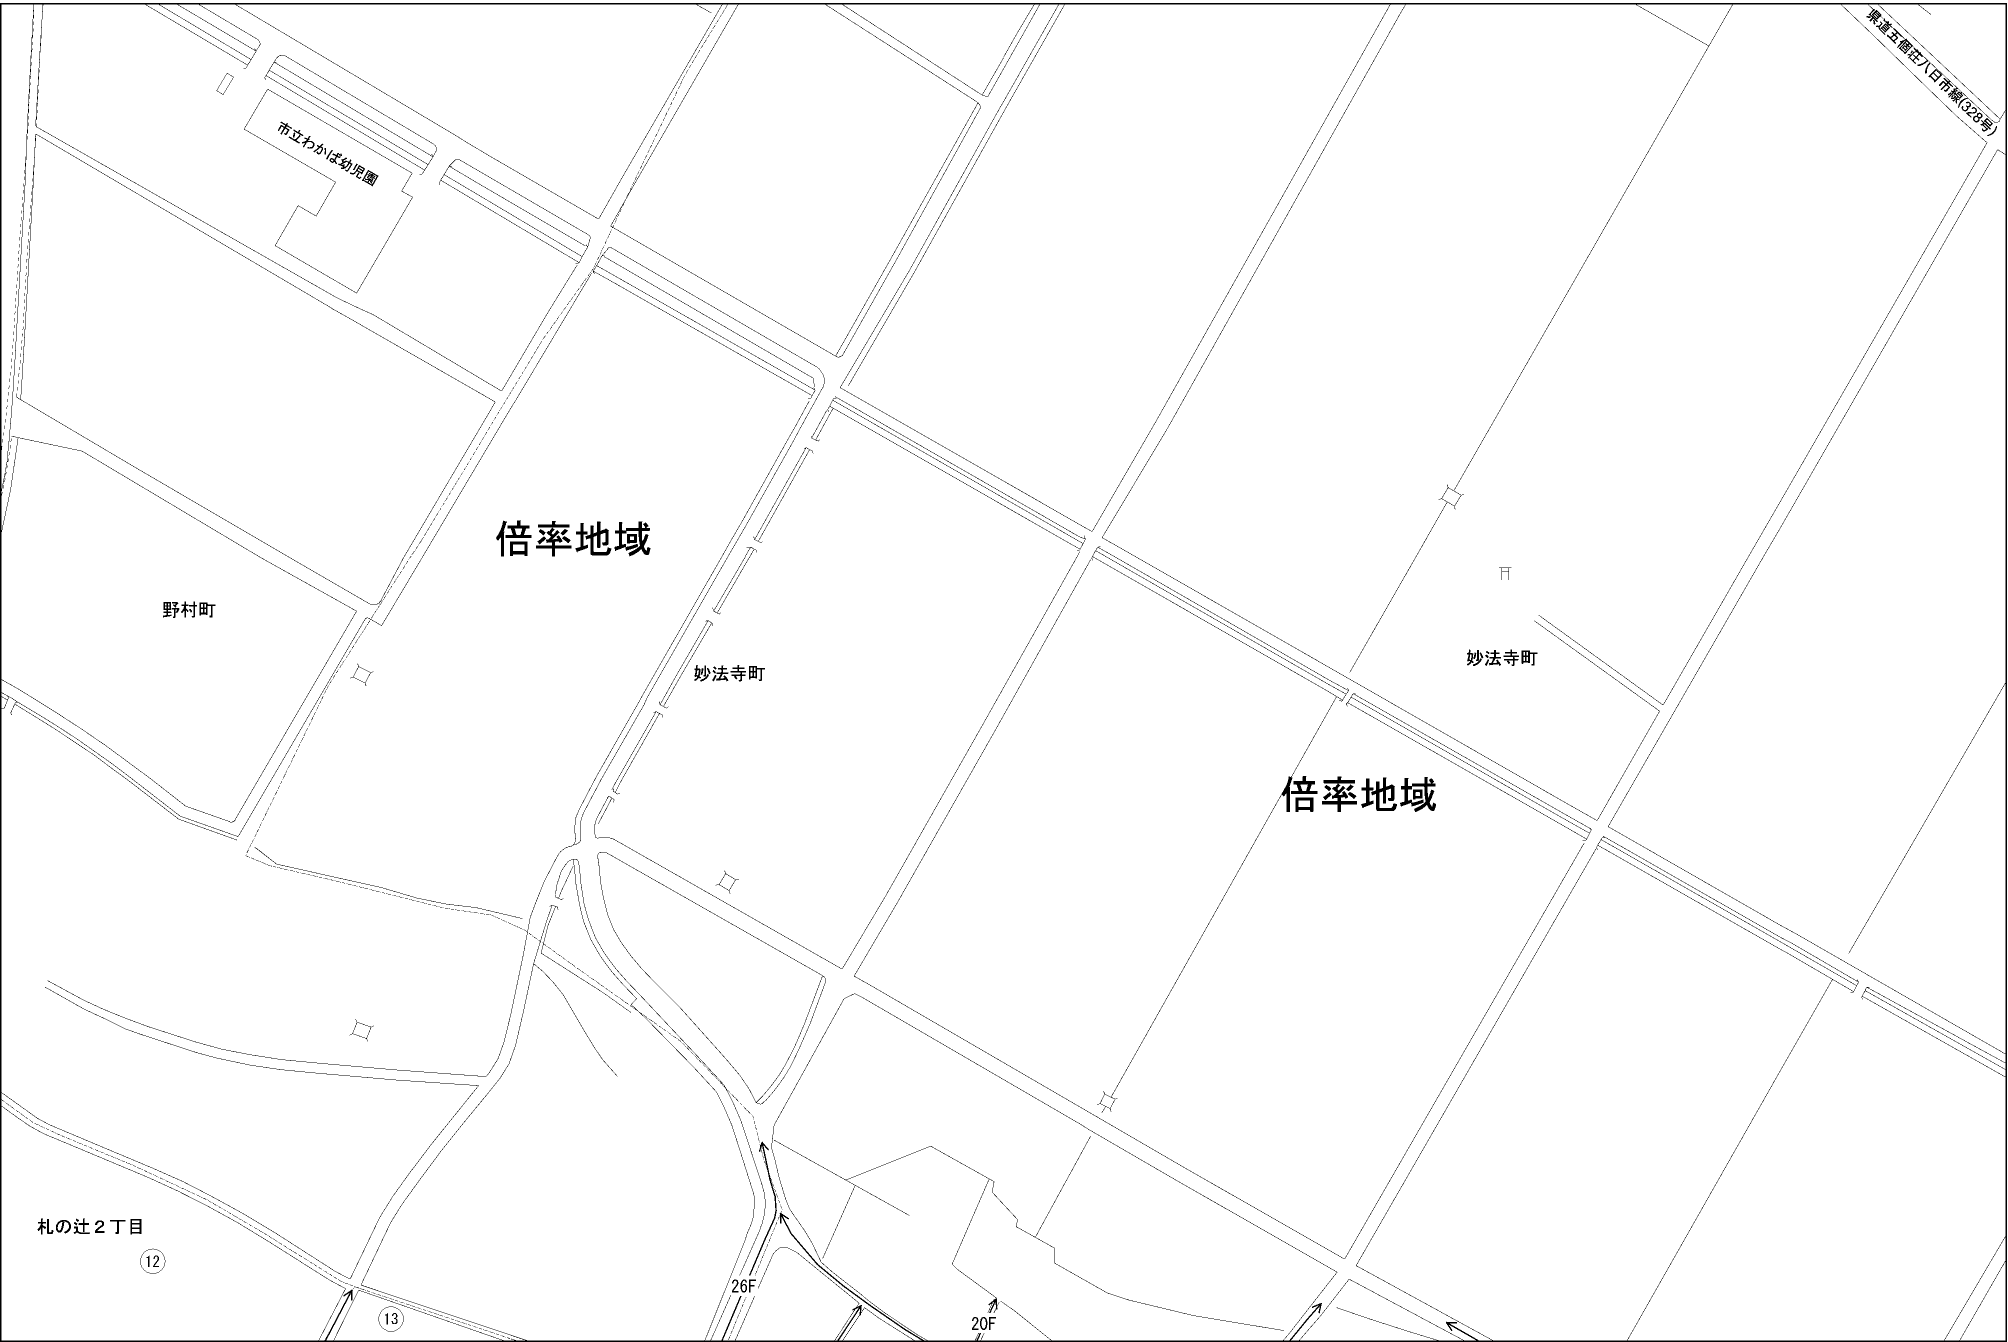 県道五個荘八日市線(328号)
市立わかば幼児園
倍率地域
野村町
妙法寺町
妙法寺町
倍率地域
札の辻２丁目
12
26F
13
20F